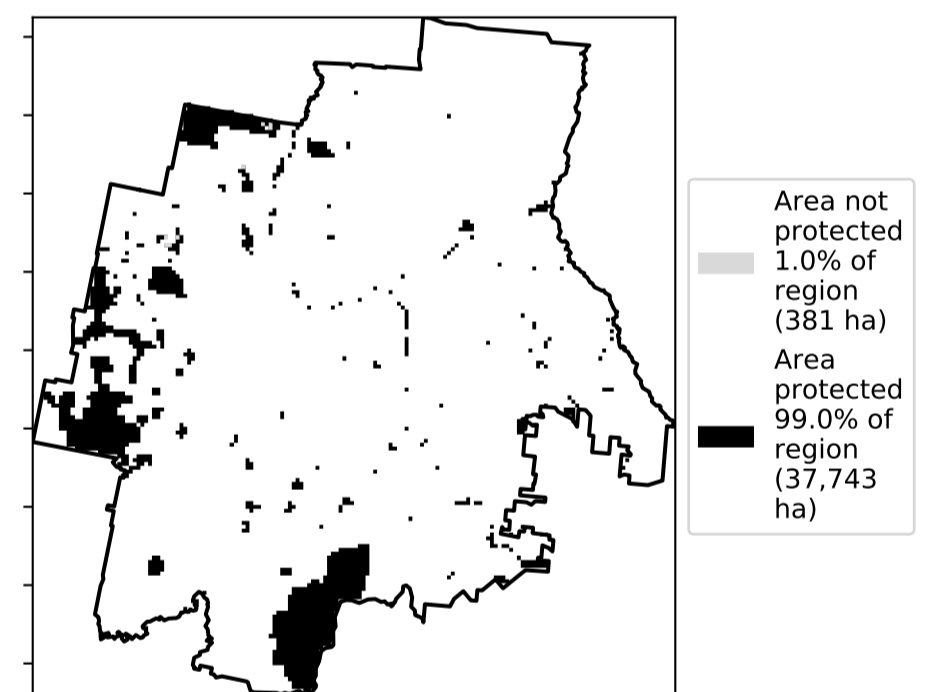 Area not
protected
1.0% of
region
(381 ha)
Area
protected
99.0% of
region
(37,743
ha)